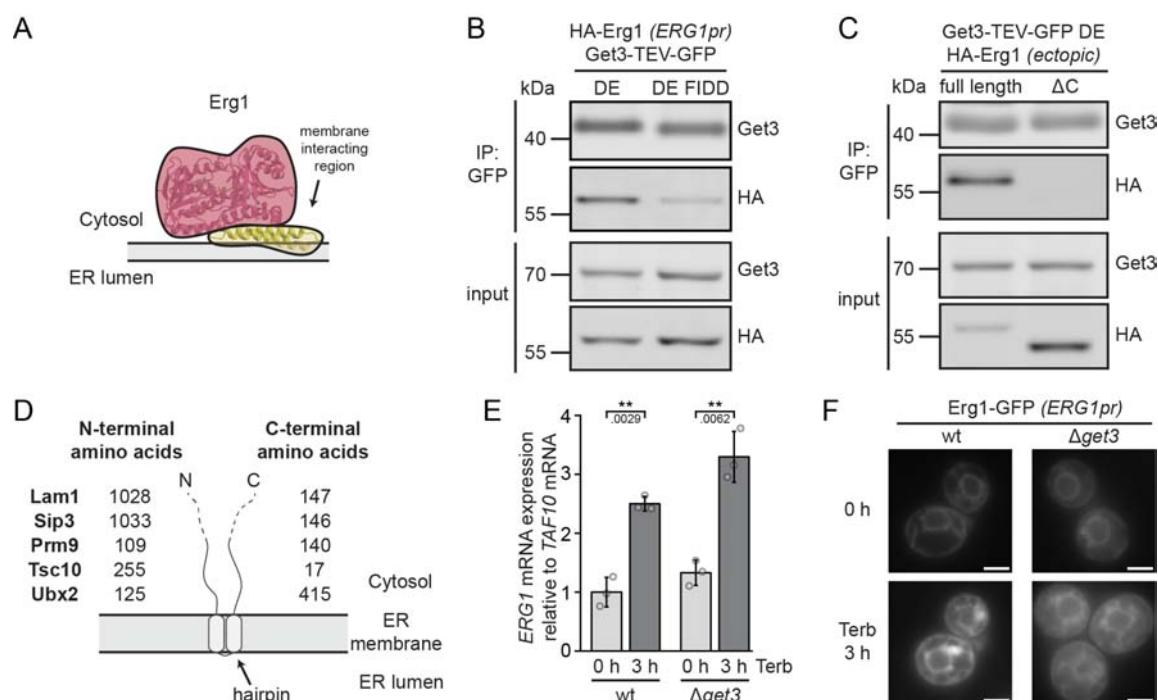 A
Erg1
membrane
interacting
region
Cytosol
ER lumen
B
HA-Erg1 (ERG1pr)
Get3-TEV-GFP
kDa DE DE FIDD
IP:
GFP
40
Get3
55
HA
input
70
Get3
55
HA
C
Get3-TEV-GFP DE
HA-Erg1 (ectopic)
kDa full length ΔC
IP:
GFP
40
Get3
55
HA
input
70
Get3
55
HA
D
N-terminal
amino acids
C-terminal
amino acids
N C
Lam1 1028 147
Sip3 1033 146
Prm9 109 140
Tsc10 255 17
Ubx2 125 415
Cytosol
ER
membrane
ER lumen
hairpin
E
ERG1 mRNA expression
relative to TAF10 mRNA
4
3
2
1
0
**
.0029
**
.0062
0 h 3 h 0 h 3 h Terb
wt Δget3
F
Erg1-GFP (ERG1pr)
wt Δget3
0 h
Terb
3 h